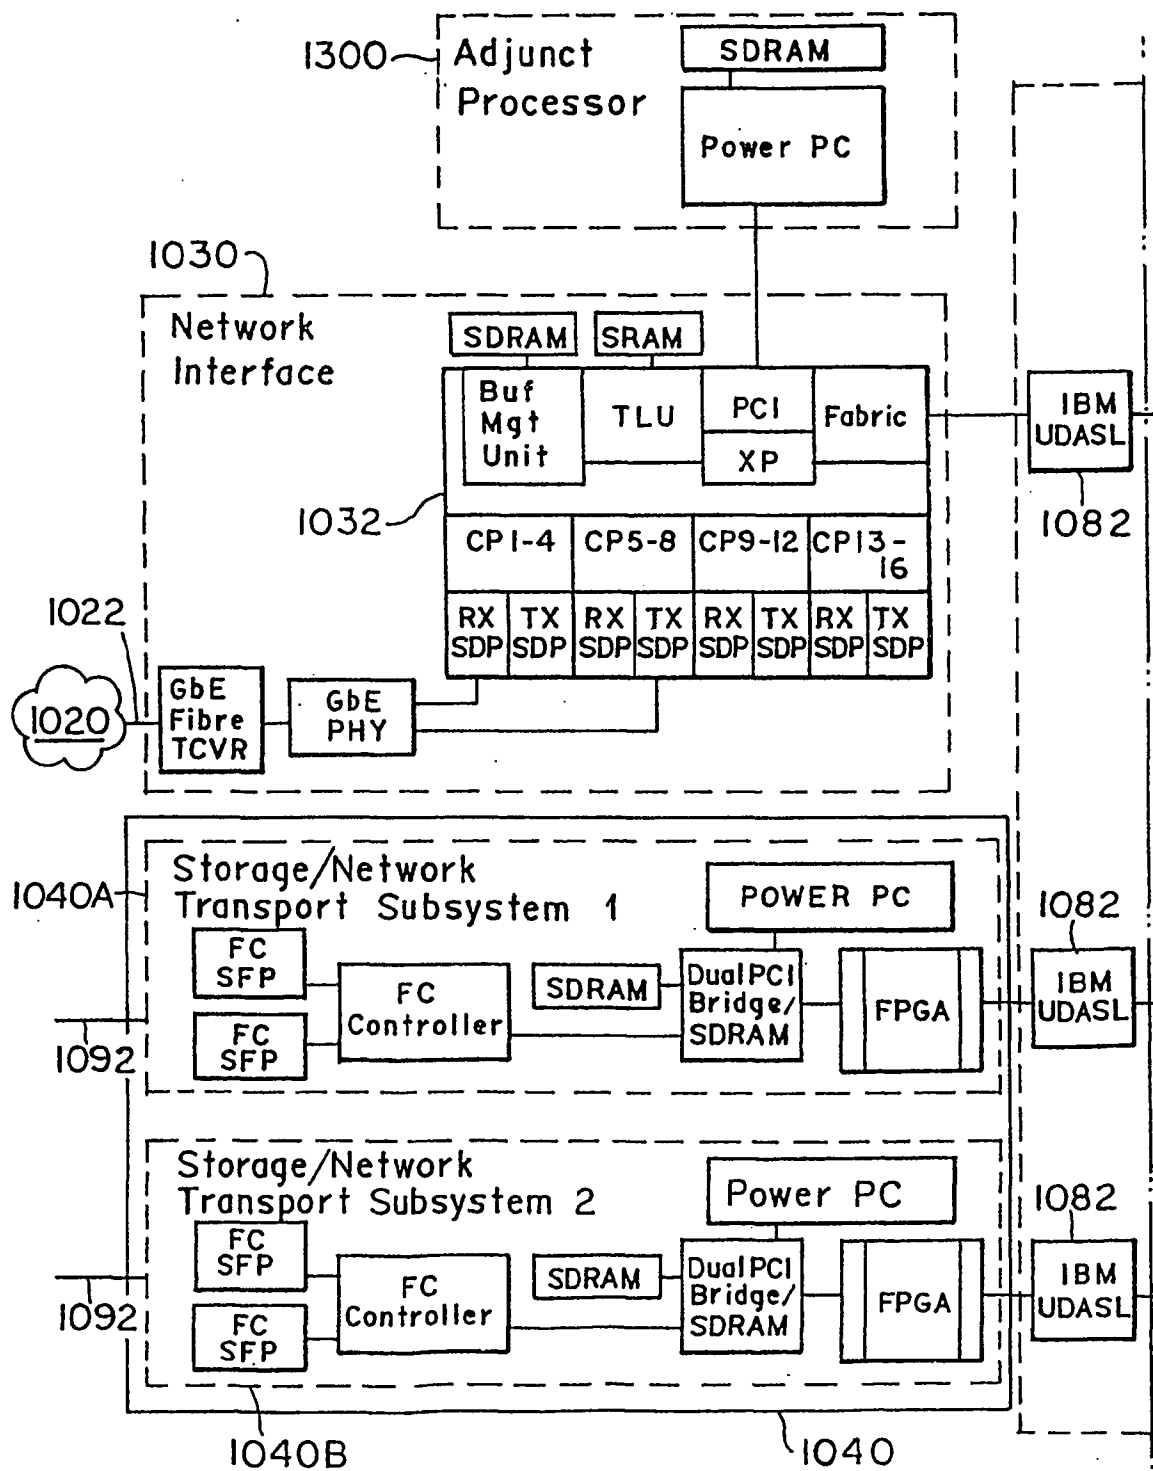 1300
Adjunct
Processor
SDRAM
Power PC
1030
Network
Interface
SDRAM
SRAM
Buf
Mgt
Unit
TLU
PCI
XP
Fabric
IBM
UDASL
1082
1032
CP1-4
CP5-8
CP9-12
CP13-
16
RX
SDP
TX
SDP
RX
SDP
TX
SDP
RX
SDP
TX
SDP
RX
SDP
TX
SDP
1022
1020
GbE
Fibre
TCVR
GbE
PHY
1040A
Storage/Network
Transport Subsystem 1
POWER PC
FC
SFP
FC
SFP
FC
Controller
SDRAM
Dual PCI
Bridge/
SDRAM
FPGA
1082
IBM
UDASL
1092
Storage/Network
Transport Subsystem 2
Power PC
FC
SFP
FC
SFP
FC
Controller
SDRAM
Dual PCI
Bridge/
SDRAM
FPGA
1082
IBM
UDASL
1092
1040B
1040